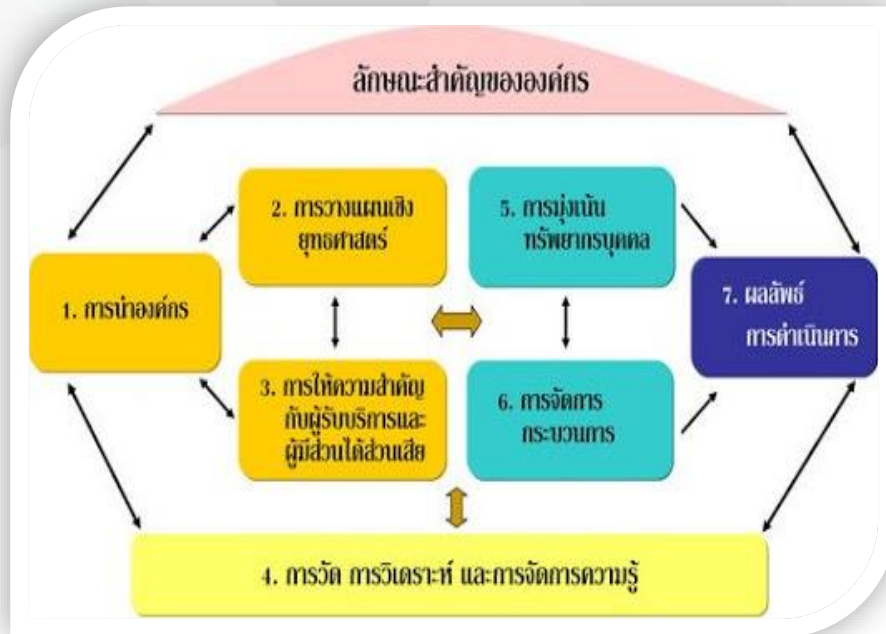 ลักษณะสำคัญขององค์กร
2. การวางแผนเชิง
ยุทธศาสตร์
5. การมุ่งเน้น
ทรัพยากรบุคคล
1. การนำองค์กร
7. ผลลัพธ์
การดำเนินการ
3. การให้ความสำคัญ
กับผู้รับบริการและ
ผู้มีส่วนได้ส่วนเสีย
6. การจัดการ
กระบวนการ
4. การวัด การวิเคราะห์ และการจัดการความรู้